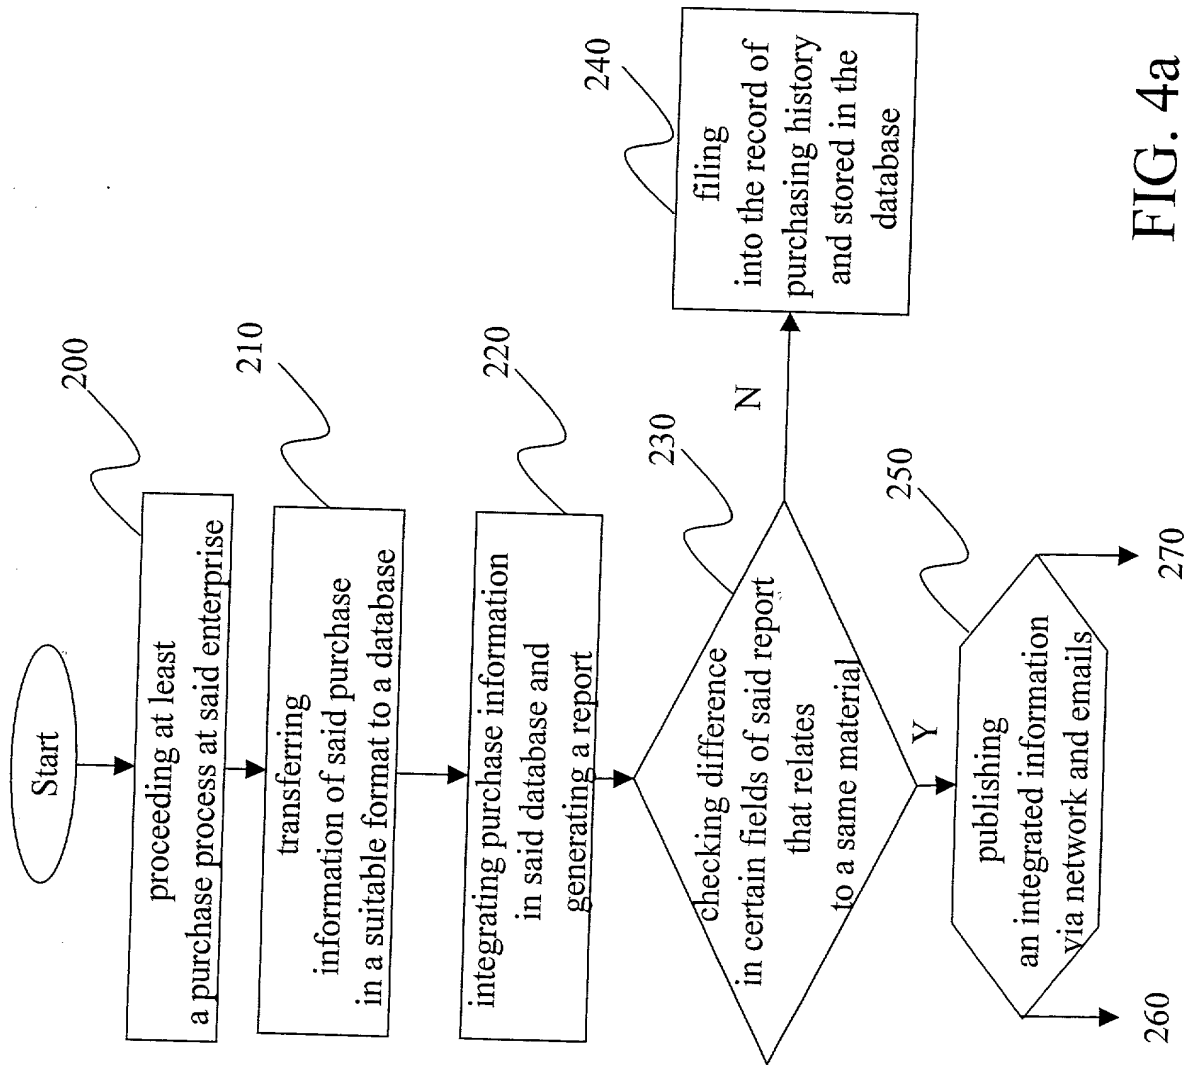 Start
200
proceeding at least
a purchase process at said enterprise
210
transferring
information of said purchase
in a suitable format to a database
220
integrating purchase information
in said database and
generating a report
230
checking difference
in certain fields of said report
that relates
to a same material
N
240
filing
into the record of
purchasing history
and stored in the
database
Y
250
publishing
an integrated information
via network and emails
260
270
FIG. 4a